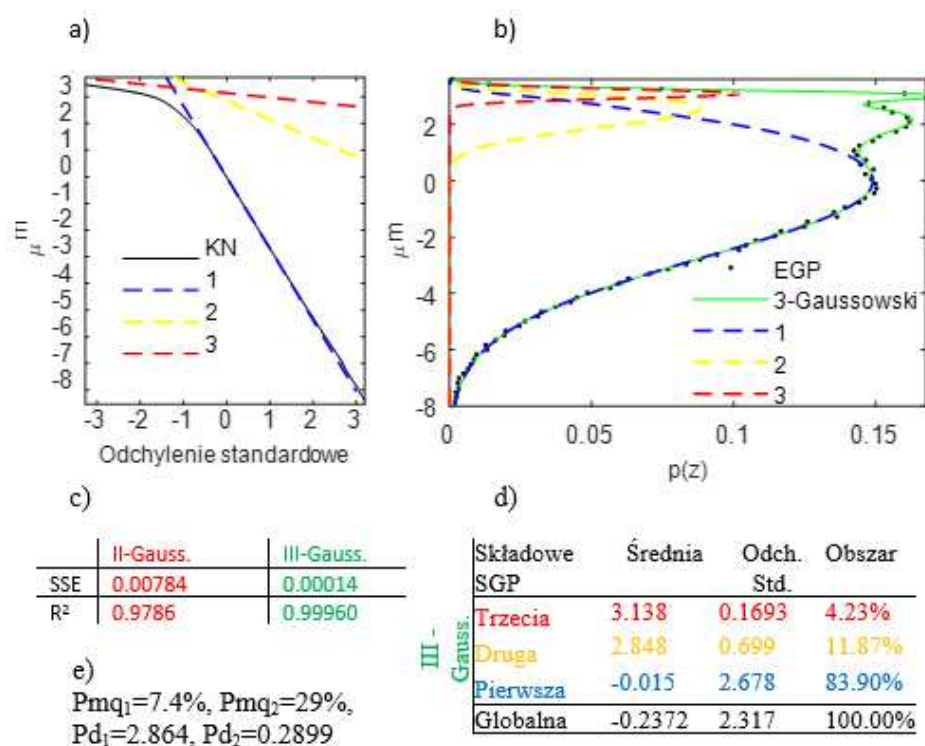 a)
b)
3
2
1
0
-1
-2
-3
-4
-5
-6
-7
-8
μm
KN
1
2
3
-3 -2 -1 0 1 2 3
Odchylenie standardowe
2
0
-2
-4
-6
-8
μm
EGP
3-Gaussowski
1
2
3
0 0.05 0.1 0.15
p(z)
c)
II-Gauss. III-Gauss.
SSE 0.00784 0.00014
R² 0.9786 0.99960
d)
III - Gauss.
Składowe SGP Średnia Odch. Std. Obszar
Trzecia 3.138 0.1693 4.23%
Druga 2.848 0.699 11.87%
Pierwsza -0.015 2.678 83.90%
Globalna -0.2372 2.317 100.00%
e)
Pmq₁=7.4%, Pmq₂=29%,
Pd₁=2.864, Pd₂=0.2899